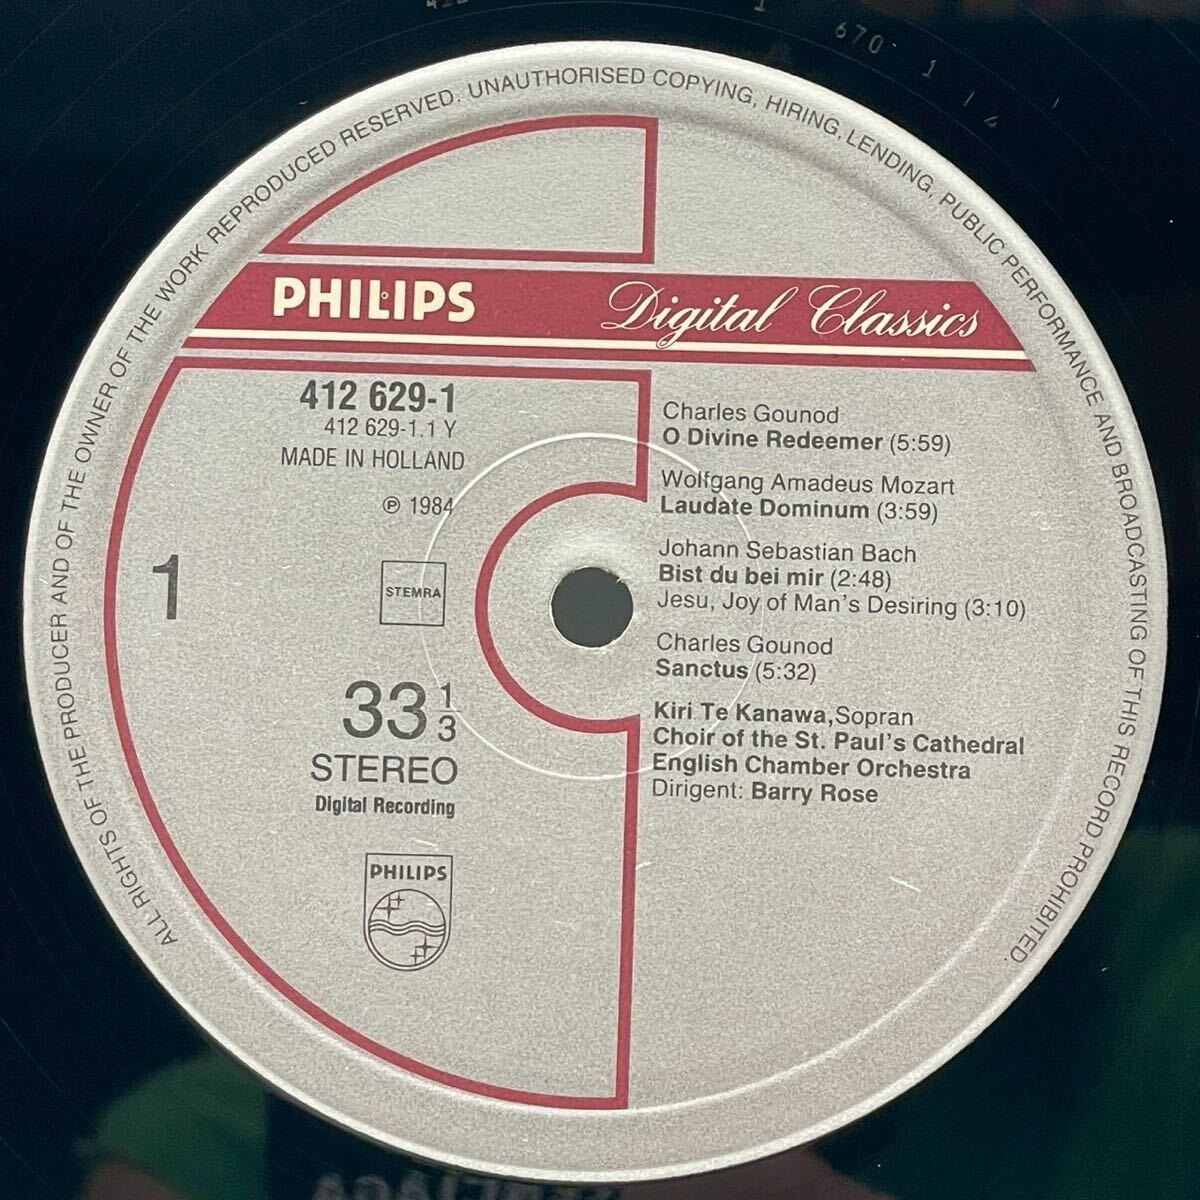 670 1 1 4
ALL RIGHTS OF THE PRODUCER AND OF THE OWNER OF THE WORK REPRODUCED RESERVED. UNAUTHORISED COPYING, HIRING, LENDING, PUBLIC PERFORMANCE AND BROADCASTING OF THIS RECORD PROHIBITED.
PHILIPS Digital Classics
412 629-1
412 629-1.1 Y
MADE IN HOLLAND
℗ 1984
1
STEMRA
33 1/3
STEREO
Digital Recording
PHILIPS
Charles Gounod
O Divine Redeemer (5:59)
Wolfgang Amadeus Mozart
Laudate Dominum (3:59)
Johann Sebastian Bach
Bist du bei mir (2:48)
Jesu, Joy of Man's Desiring (3:10)
Charles Gounod
Sanctus (5:32)
Kiri Te Kanawa,Sopran
Choir of the St. Paul's Cathedral
English Chamber Orchestra
Dirigent: Barry Rose